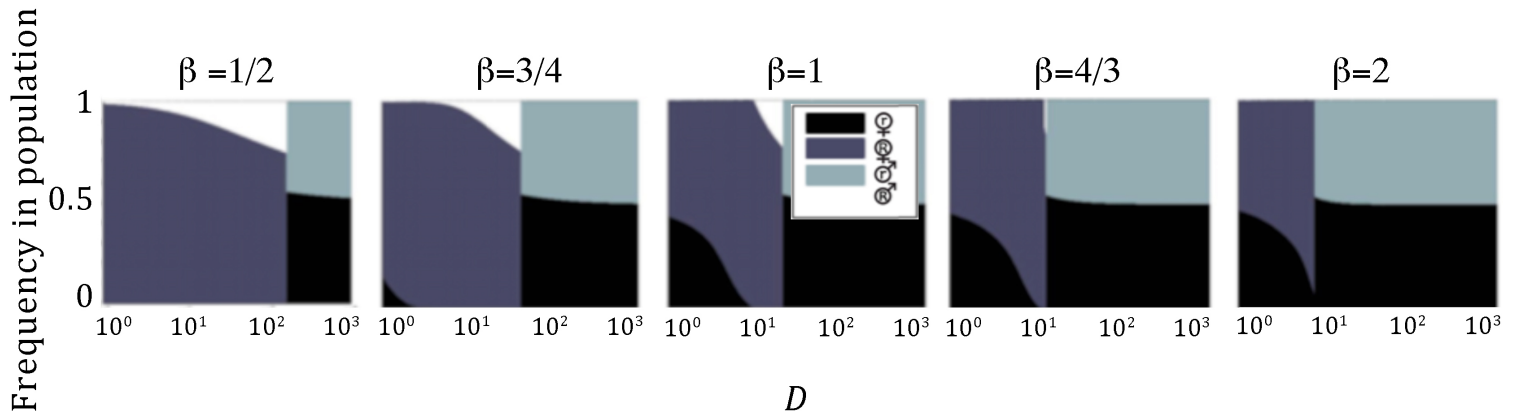 Frequency in population
β =1/2
β=3/4
β=1
β=4/3
β=2
1
0.5
0
r
R
r
R
10⁰ 10¹ 10² 10³
10⁰ 10¹ 10² 10³
10⁰ 10¹ 10² 10³
10⁰ 10¹ 10² 10³
10⁰ 10¹ 10² 10³
D